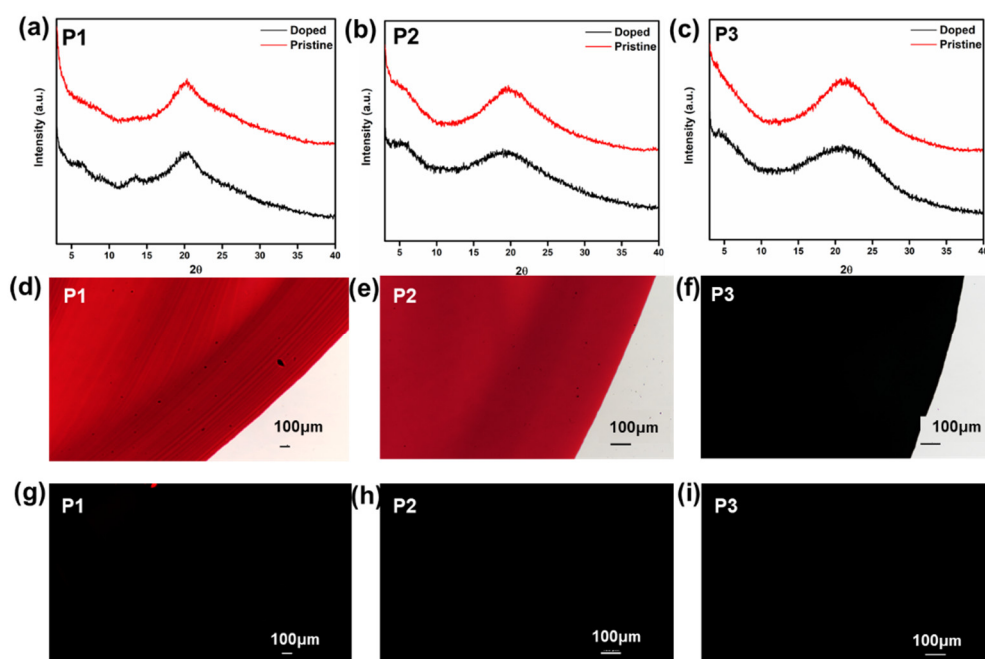 (a)
P1
Doped
Pristine
Intensity (a.u.)
5 10 15 20 25 30 35 40
2θ
(b)
P2
Doped
Pristine
Intensity (a.u.)
5 10 15 20 25 30 35 40
2θ
(c)
P3
Doped
Pristine
Intensity (a.u.)
5 10 15 20 25 30 35 40
2θ
(d)
P1
100μm
(e)
P2
100μm
(f)
P3
100μm
(g)
P1
100μm
(h)
P2
100μm
(i)
P3
100μm